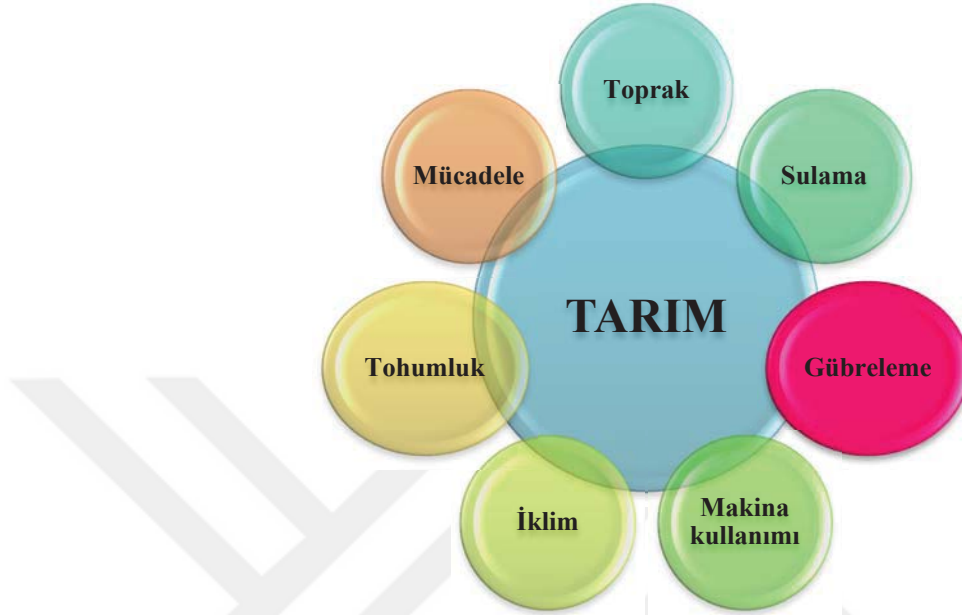 Toprak
Mücadele
Sulama
TARIM
Tohumluk
Gübreleme
İklim
Makina
kullanımı